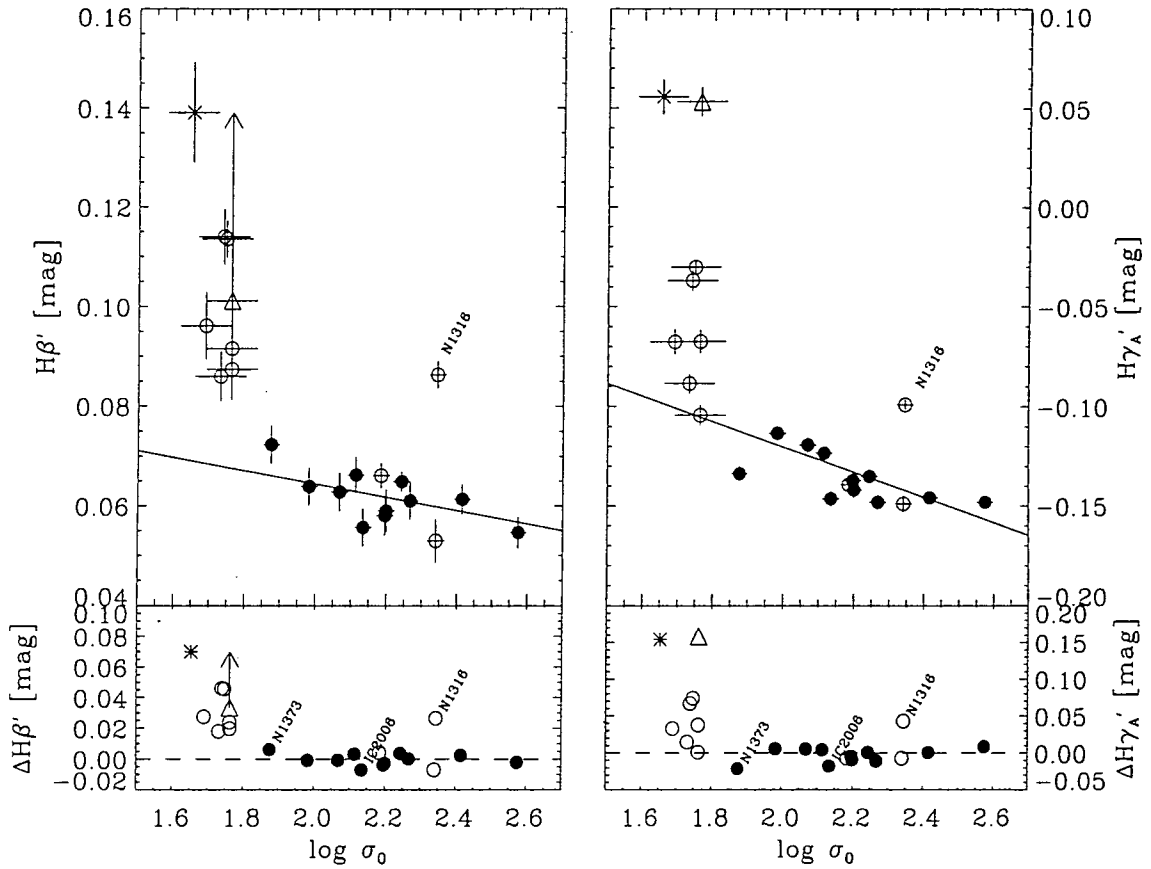 0.16
0.14
0.12
0.10
0.08
0.06
0.04
Hβ′ [mag]
N1316
0.10
0.08
0.06
0.04
0.02
0.00
−0.02
ΔHβ′ [mag]
N1373
IC2006
N1316
1.6 1.8 2.0 2.2 2.4 2.6
log σ₀
0.10
0.05
0.00
−0.05
−0.10
−0.15
−0.20
Hγ_A′ [mag]
N1316
0.20
0.15
0.10
0.05
0.00
−0.05
ΔHγ_A′ [mag]
N1373
IC2006
N1316
1.6 1.8 2.0 2.2 2.4 2.6
log σ₀